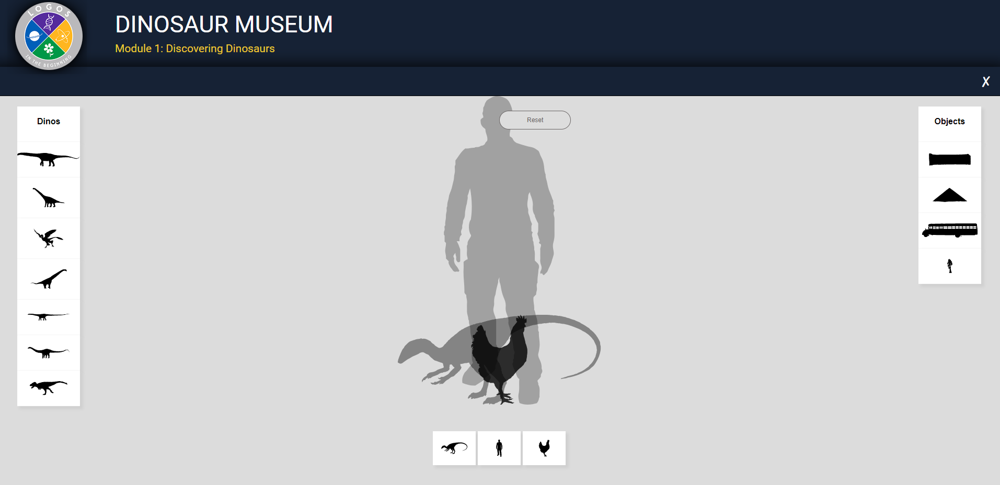 LOGOS
IN THE BEGINNING
DINOSAUR MUSEUM
Module 1: Discovering Dinosaurs
✗
Dinos
Reset
Objects